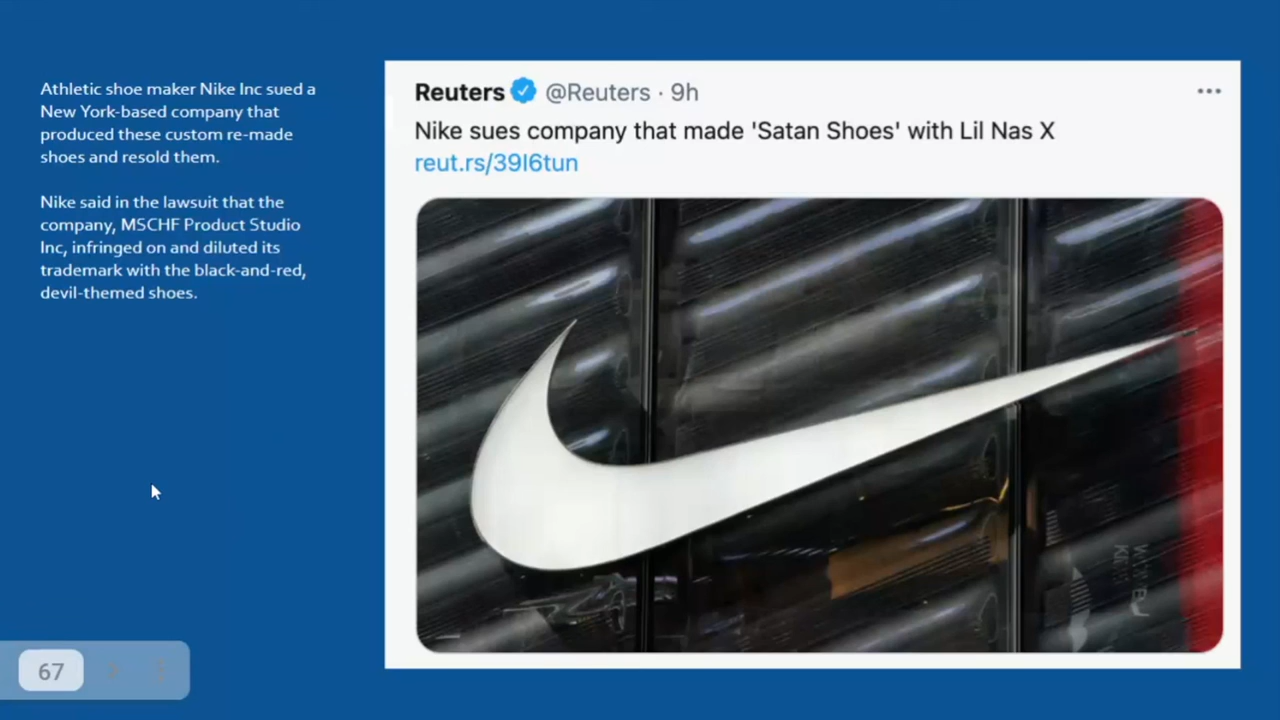 Athletic shoe maker Nike Inc sued a
New York-based company that
produced these custom re-made
shoes and resold them.
Nike said in the lawsuit that the
company, MSCHF Product Studio
Inc, infringed on and diluted its
trademark with the black-and-red,
devil-themed shoes.
Reuters @Reuters · 9h
Nike sues company that made 'Satan Shoes' with Lil Nas X
reut.rs/39I6tun
67